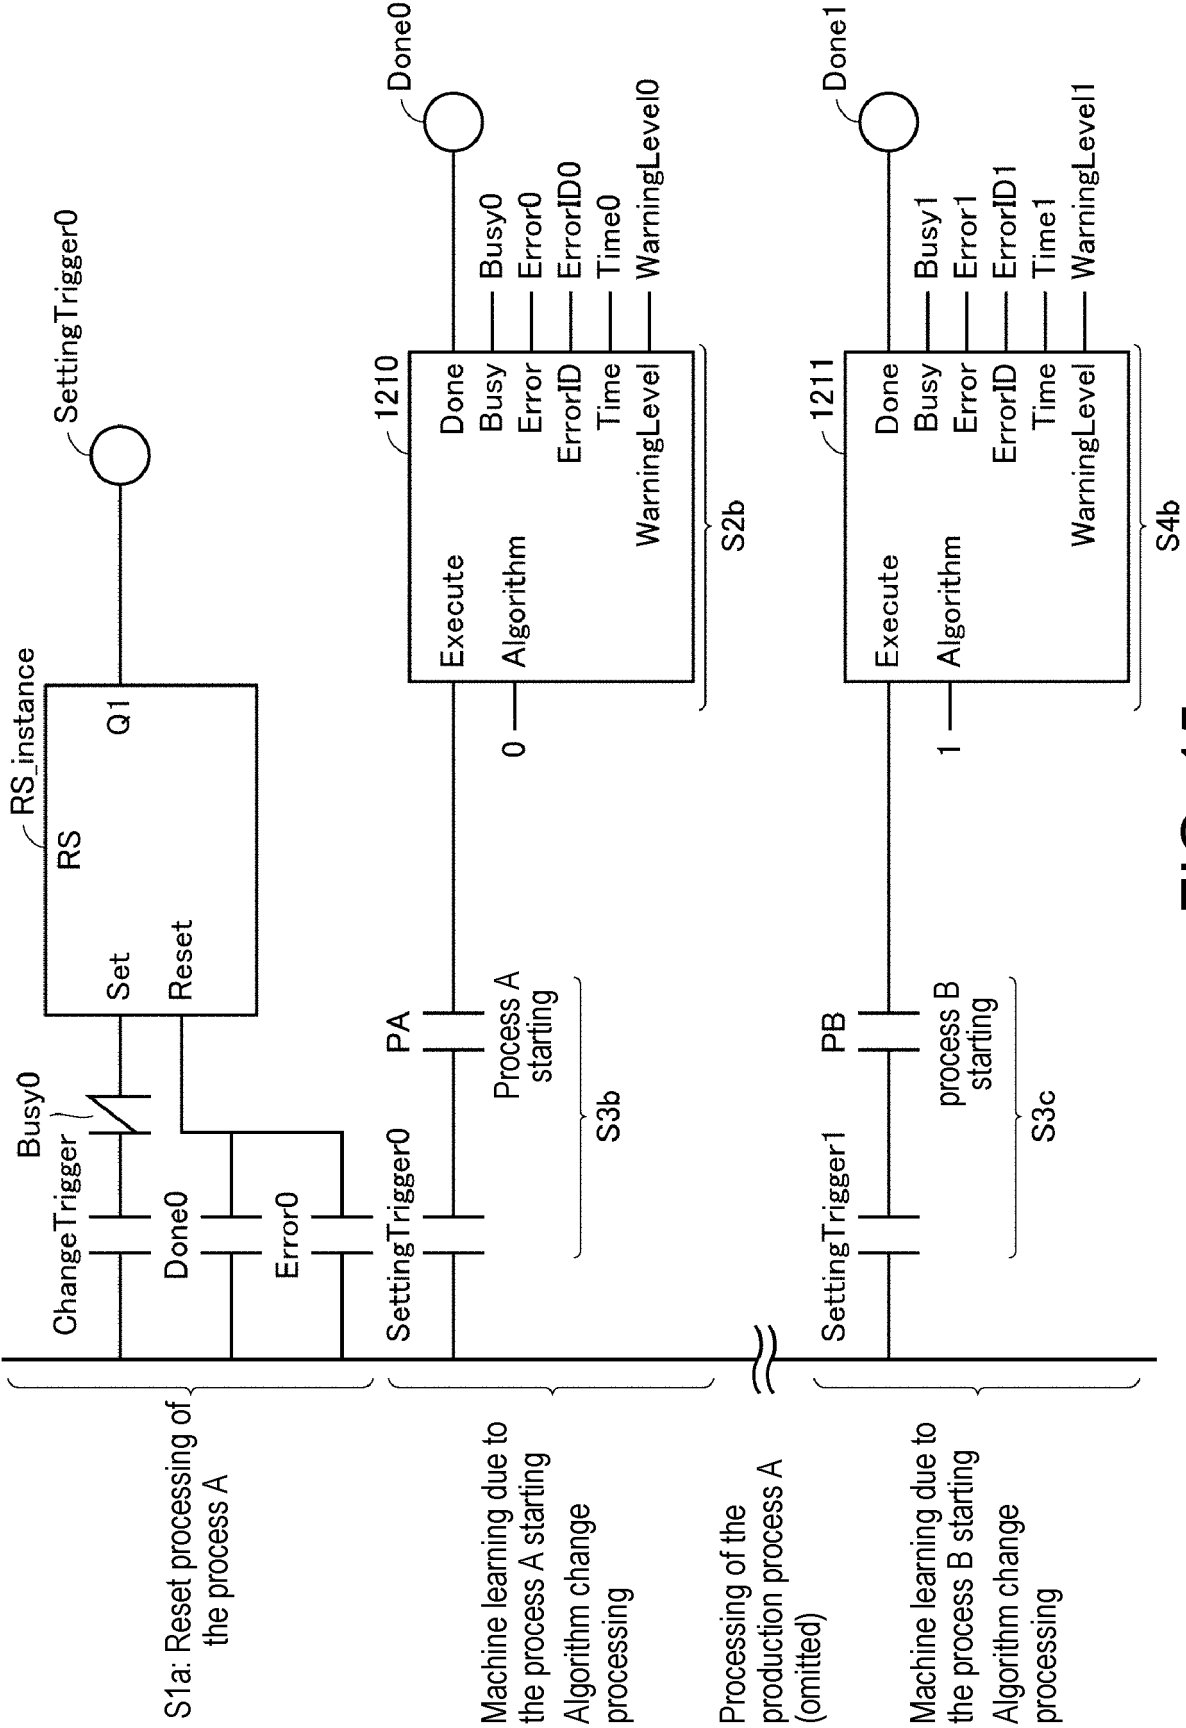 S1a: Reset processing of
the process A
ChangeTrigger
Busy0
Done0
Error0
RS_instance
RS
Set
Reset
Q1
SettingTrigger0
Machine learning due to
the process A starting
Algorithm change
processing
SettingTrigger0
PA
Process A
starting
S3b
0
1210
Execute
Algorithm
Done
Busy
Error
ErrorID
Time
WarningLevel
Done0
Busy0
Error0
ErrorID0
Time0
WarningLevel0
S2b
Processing of the
production process A
(omitted)
Machine learning due to
the process B starting
Algorithm change
processing
SettingTrigger1
PB
process B
starting
S3c
1
1211
Execute
Algorithm
Done
Busy
Error
ErrorID
Time
WarningLevel
Done1
Busy1
Error1
ErrorID1
Time1
WarningLevel1
S4b